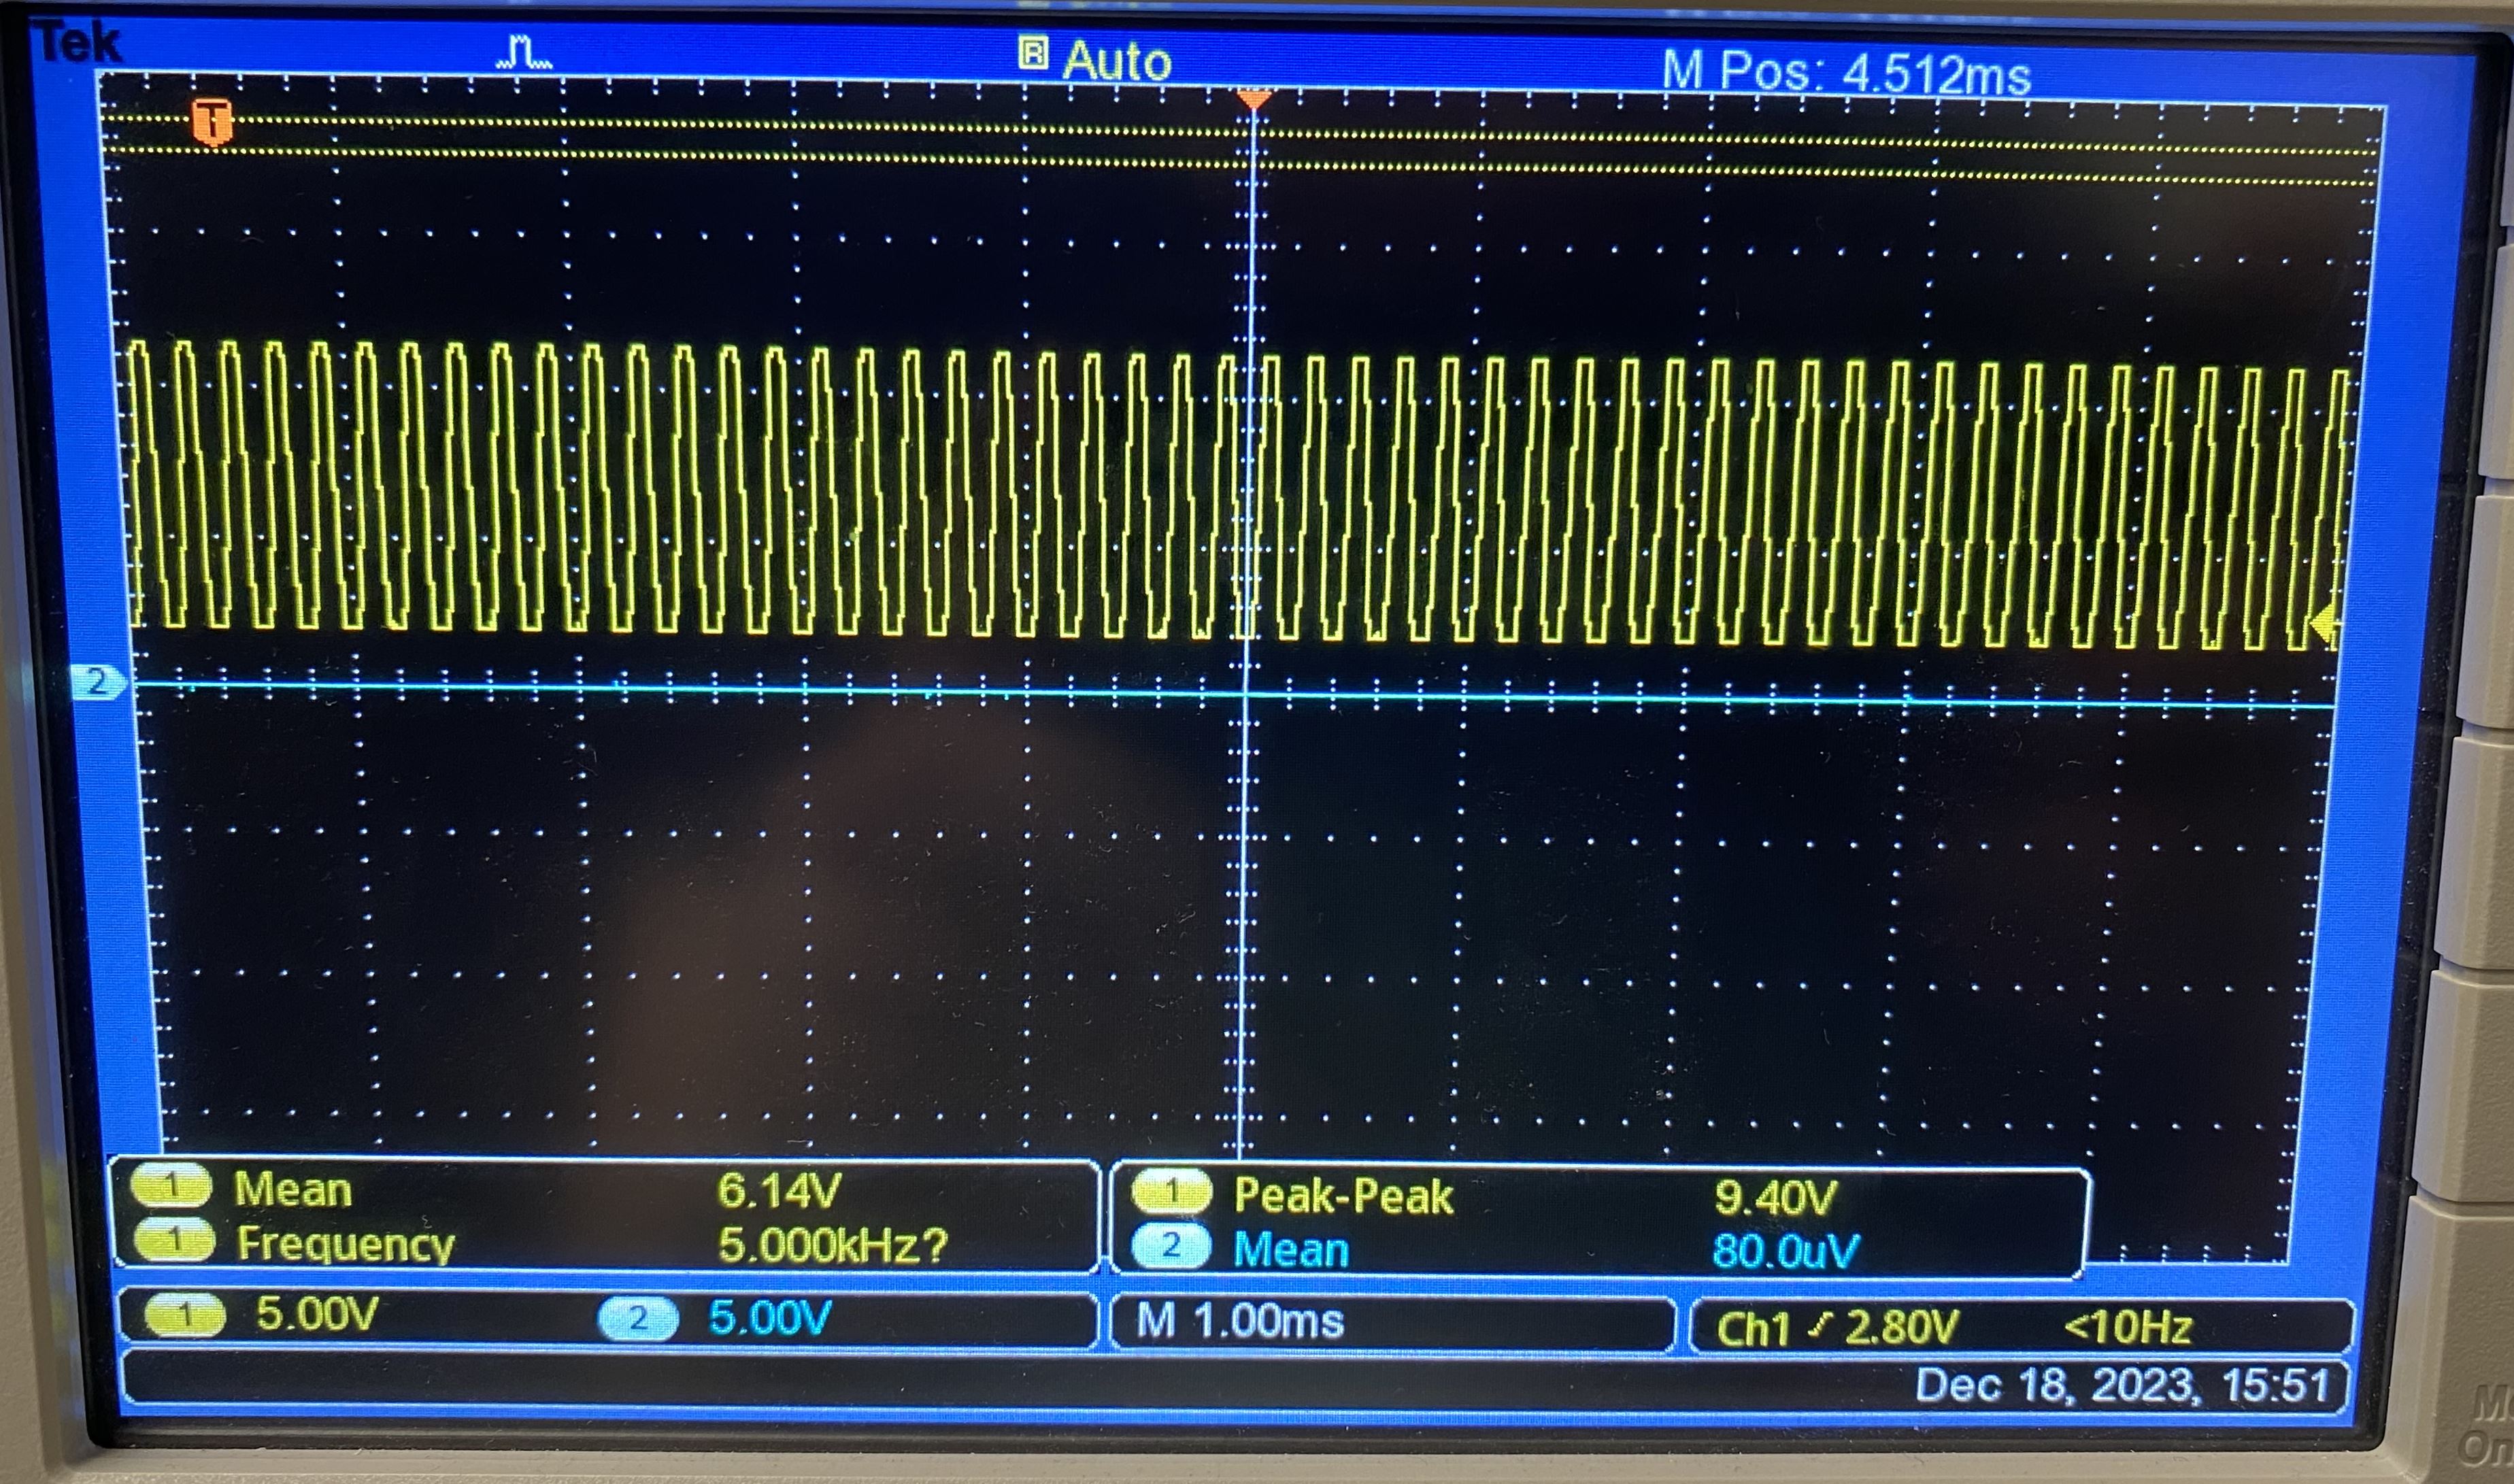 Tek R Auto M Pos: 4.512ms
T
2
1 Mean 6.14V 1 Peak-Peak 9.40V
1 Frequency 5.000kHz? 2 Mean 80.0uV
1 5.00V 2 5.00V M 1.00ms Ch1 2.80V <10Hz
Dec 18, 2023, 15:51